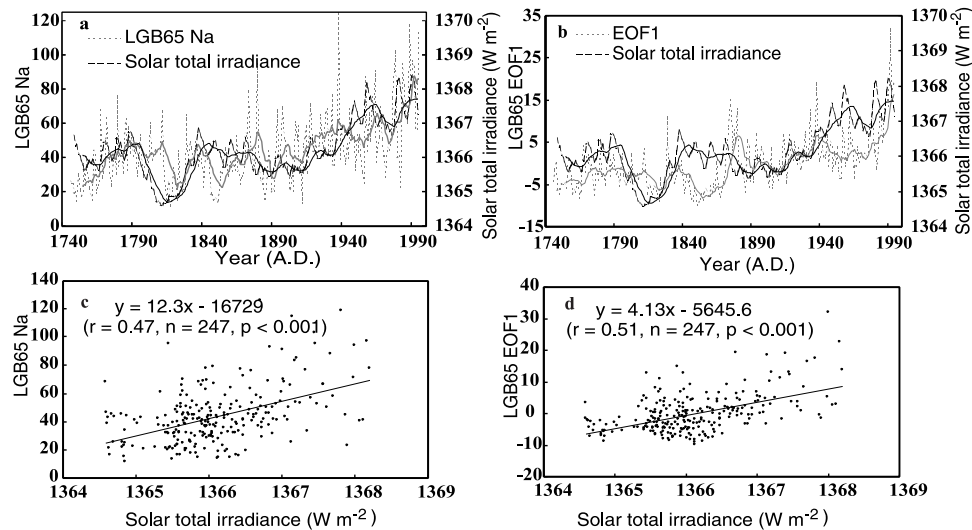 a
LGB65 Na
Solar total irradiance
120
100
80
60
40
20
0
LGB65 Na
1370
1369
1368
1367
1366
1365
1364
Solar total irradiance (W m-2)
1740 1790 1840 1890 1940 1990
Year (A.D.)
b
EOF1
Solar total irradiance
35
25
15
5
-5
-15
LGB65 EOF1
1370
1369
1368
1367
1366
1365
1364
Solar total irradiance (W m-2)
1740 1790 1840 1890 1940 1990
Year (A.D.)
c
y = 12.3x - 16729
(r = 0.47, n = 247, p < 0.001)
140
120
100
80
60
40
20
0
LGB65 Na
1364 1365 1366 1367 1368 1369
Solar total irradiance (W m-2)
d
y = 4.13x - 5645.6
(r = 0.51, n = 247, p < 0.001)
40
30
20
10
0
-10
-20
LGB65 EOF1
1364 1365 1366 1367 1368 1369
Solar total irradiance (W m-2)